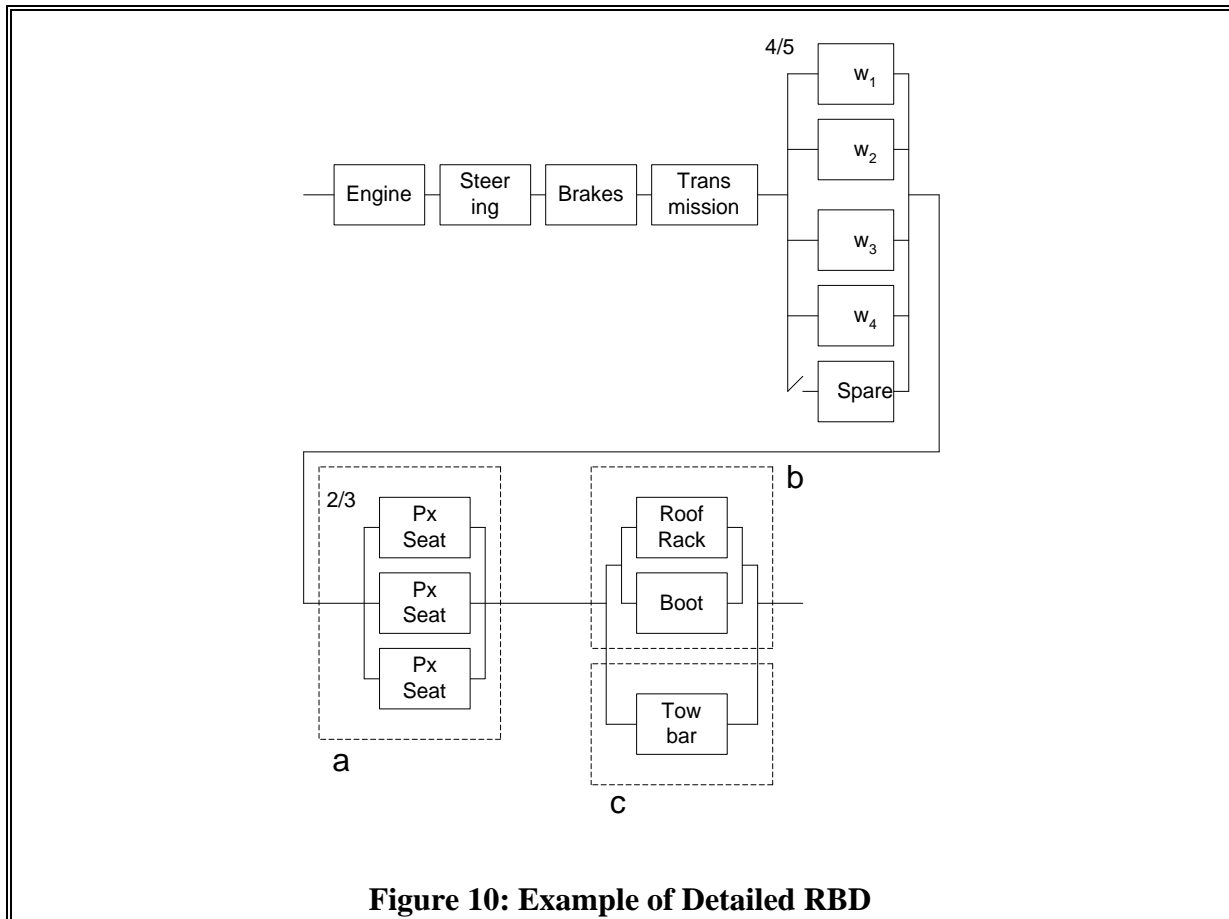 4/5
w1
w2
w3
w4
Spare
Engine
Steer
ing
Brakes
Trans
mission
2/3
Px
Seat
Px
Seat
Px
Seat
a
Roof
Rack
Boot
b
Tow
bar
c
Figure 10: Example of Detailed RBD